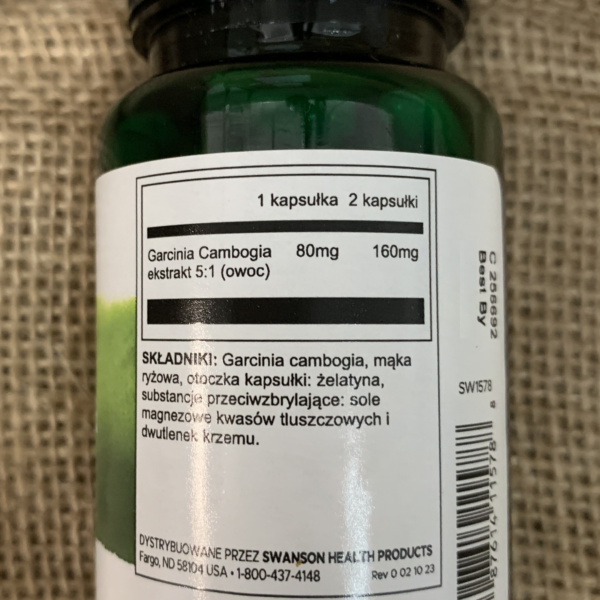 1 kapsułka 2 kapsułki
Garcinia Cambogia 80mg 160mg
ekstrakt 5:1 (owoc)
SKŁADNIKI: Garcinia cambogia, mąka
ryżowa, otoczka kapsułki: żelatyna,
substancje przeciwzbrylające: sole
magnezowe kwasów tluszczowych i
dwutlenek krzemu.
DYSTRYBUOWANE PRZEZ SWANSON HEALTH PRODUCTS
Fargo, ND 58104 USA • 1-800-437-4148
Rev 0 02 10 23
C 256692
Best By
SW1578